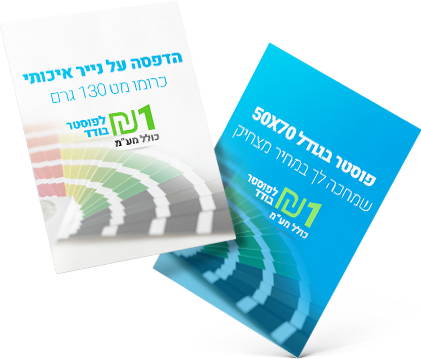 הדפסה על נייר איכותי
כרומו מט 130 גרם
1₪ לפוסטר
בודד
כולל מע"מ
פוסטר בגודל 50X70
שמחכה לך במחיר מצחיק
1₪ לפוסטר
בודד
כולל מע"מ